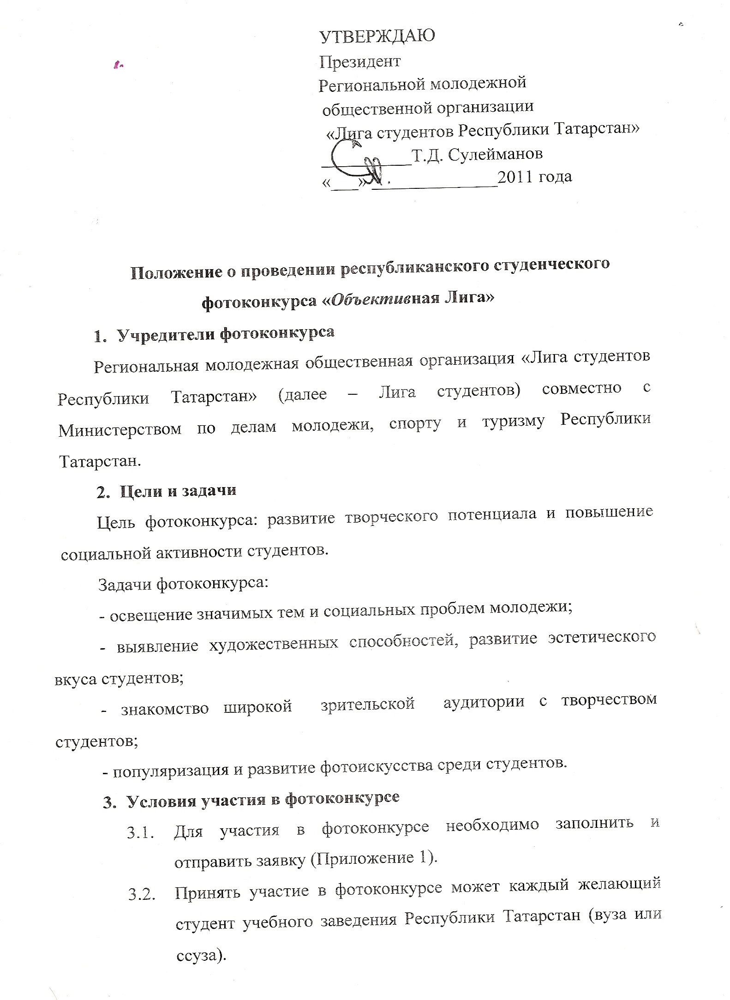 УТВЕРЖДАЮ
Президент
Региональной молодежной
общественной организации
«Лига студентов Республики Татарстан»
__________Т.Д. Сулейманов
«___» ______________2011 года
Положение о проведении республиканского студенческого
фотоконкурса «Объективная Лига»
1. Учредители фотоконкурса
Региональная молодежная общественная организация «Лига студентов
Республики Татарстан» (далее – Лига студентов) совместно с
Министерством по делам молодежи, спорту и туризму Республики
Татарстан.
2. Цели и задачи
Цель фотоконкурса: развитие творческого потенциала и повышение
социальной активности студентов.
Задачи фотоконкурса:
- освещение значимых тем и социальных проблем молодежи;
- выявление художественных способностей, развитие эстетического
вкуса студентов;
- знакомство широкой зрительской аудитории с творчеством
студентов;
- популяризация и развитие фотоискусства среди студентов.
3. Условия участия в фотоконкурсе
3.1. Для участия в фотоконкурсе необходимо заполнить и
отправить заявку (Приложение 1).
3.2. Принять участие в фотоконкурсе может каждый желающий
студент учебного заведения Республики Татарстан (вуза или
ссуза).